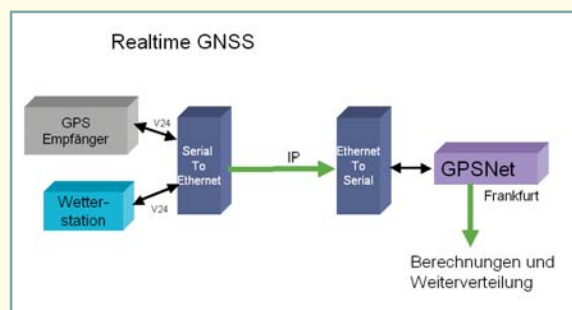 Realtime GNSS
GPS
Empfänger
V24
Serial
To
Ethernet
IP
Ethernet
To
Serial
GPSNet
Frankfurt
Wetter-
station
V24
Berechnungen und
Weiterverteilung